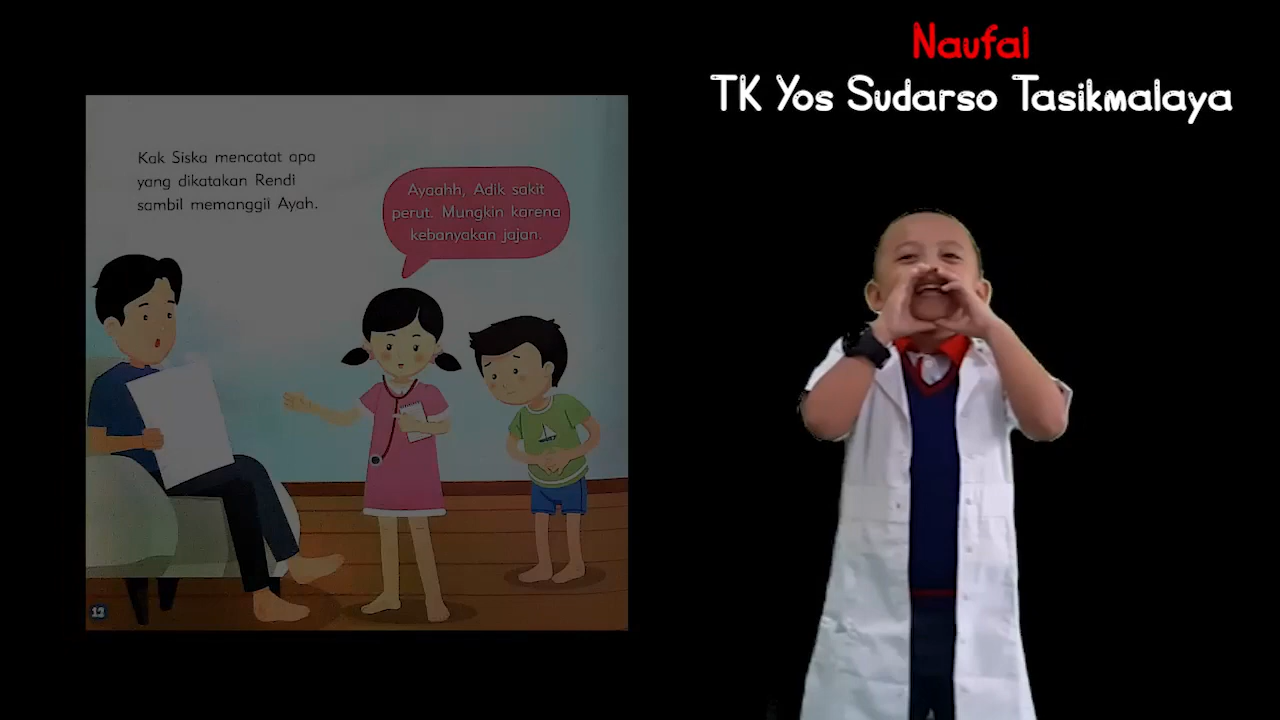 Naufal
TK Yos Sudarso Tasikmalaya
Kak Siska mencatat apa
yang dikatakan Rendi
sambil memanggil Ayah.
Ayaahh, Adik sakit
perut. Mungkin karena
kebanyakan jajan.
13